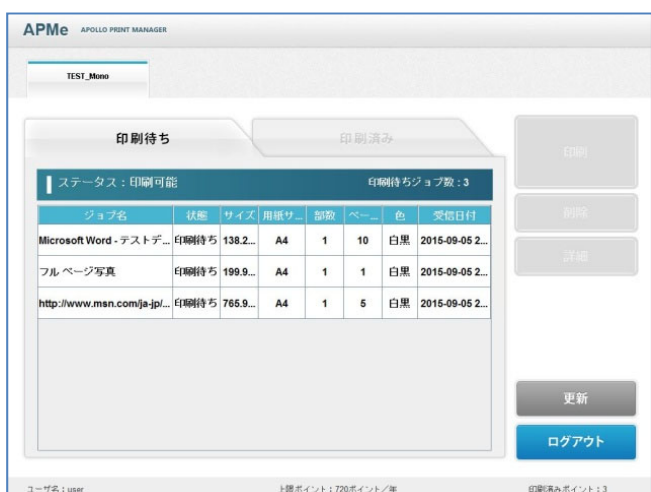 APMe APOLLO PRINT MANAGER
TEST_Mono
印刷待ち 印刷済み
印刷
ステータス：印刷可能 印刷待ちジョブ数：3
削除
ジョブ名 状態 サイズ 用紙サ... 部数 ペー... 色 受信日付
Microsoft Word - テストデ... 印刷待ち 138.2... A4 1 10 白黒 2015-09-05 2...
詳細
フル ページ写真 印刷待ち 199.9... A4 1 1 白黒 2015-09-05 2...
http://www.msn.com/ja-jp/... 印刷待ち 765.9... A4 1 5 白黒 2015-09-05 2...
更新
ログアウト
ユーザ名：user 上限ポイント：720ポイント／年 印刷済みポイント：3